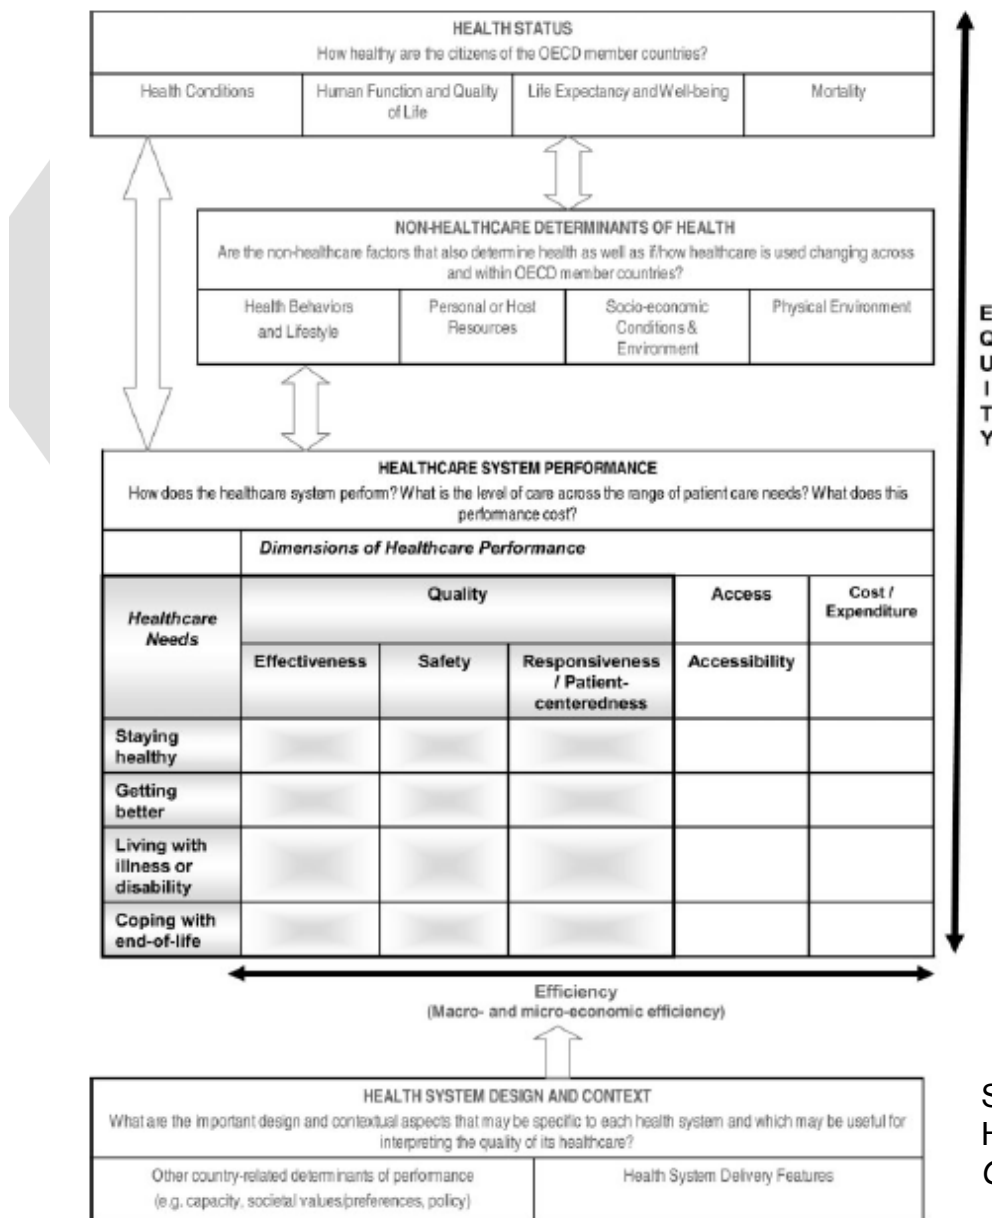 HEALTH STATUS
How healthy are the citizens of the OECD member countries?
Health Conditions
Human Function and Quality
of Life
Life Expectancy and Well-being
Mortality
NON-HEALTHCARE DETERMINANTS OF HEALTH
Are the non-healthcare factors that also determine health as well as if/how healthcare is used changing across
and within OECD member countries?
Health Behaviors
and Lifestyle
Personal or Host
Resources
Socio-economic
Conditions &
Environment
Physical Environment
E
Q
U
I
T
Y
HEALTHCARE SYSTEM PERFORMANCE
How does the healthcare system perform? What is the level of care across the range of patient care needs? What does this
performance cost?
Dimensions of Healthcare Performance
Healthcare
Needs
Quality
Access
Cost /
Expenditure
Effectiveness
Safety
Responsiveness
/ Patient-
centeredness
Accessibility
Staying
healthy
Getting
better
Living with
illness or
disability
Coping with
end-of-life
Efficiency
(Macro- and micro-economic efficiency)
HEALTH SYSTEM DESIGN AND CONTEXT
What are the important design and contextual aspects that may be specific to each health system and which may be useful for
interpreting the quality of its healthcare?
Other country-related determinants of performance
(e.g. capacity, societal values/preferences, policy)
Health System Delivery Features